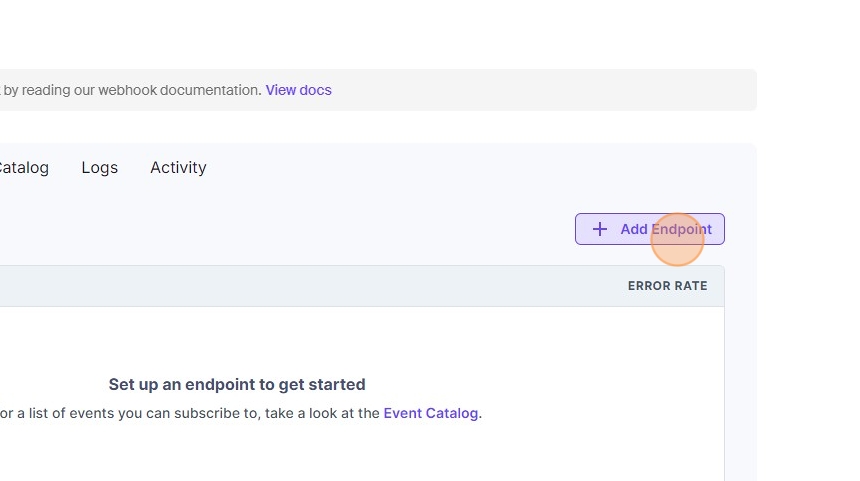 by reading our webhook documentation. View docs
Catalog Logs Activity
+ Add Endpoint
ERROR RATE
Set up an endpoint to get started
or a list of events you can subscribe to, take a look at the Event Catalog.